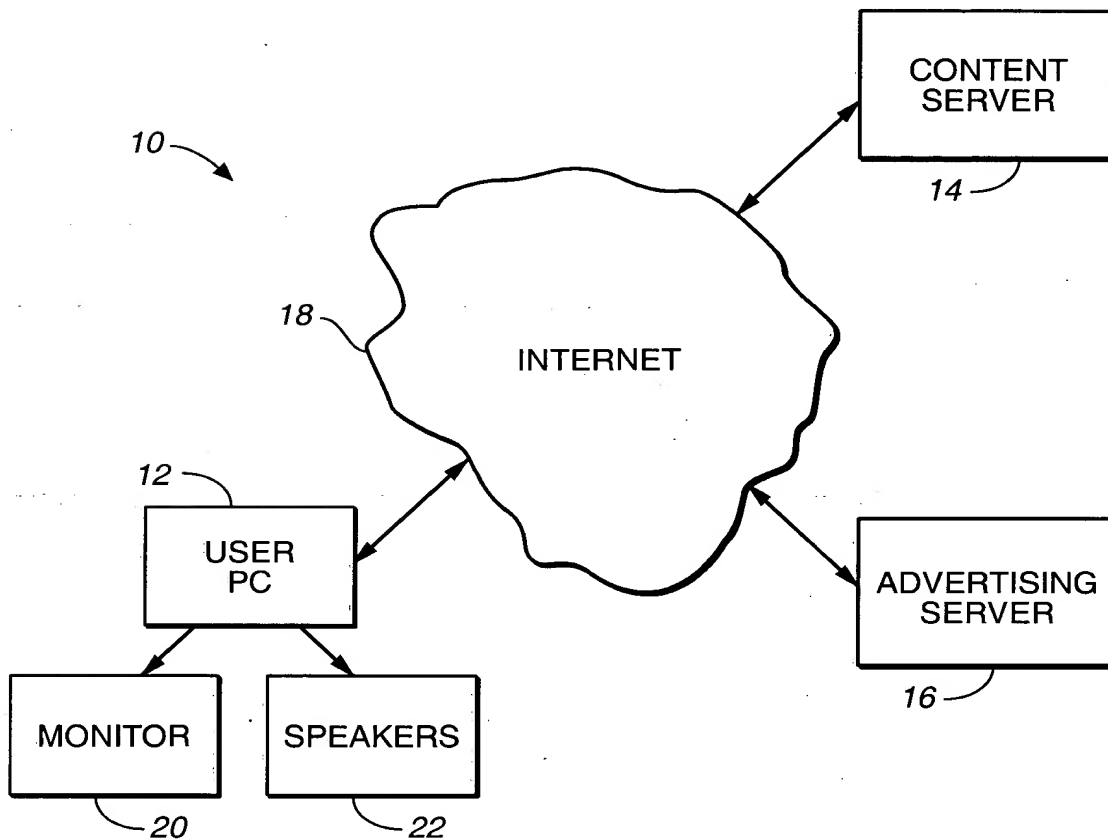 CONTENT
SERVER
14
10
18
INTERNET
12
USER
PC
ADVERTISING
SERVER
16
MONITOR
20
SPEAKERS
22